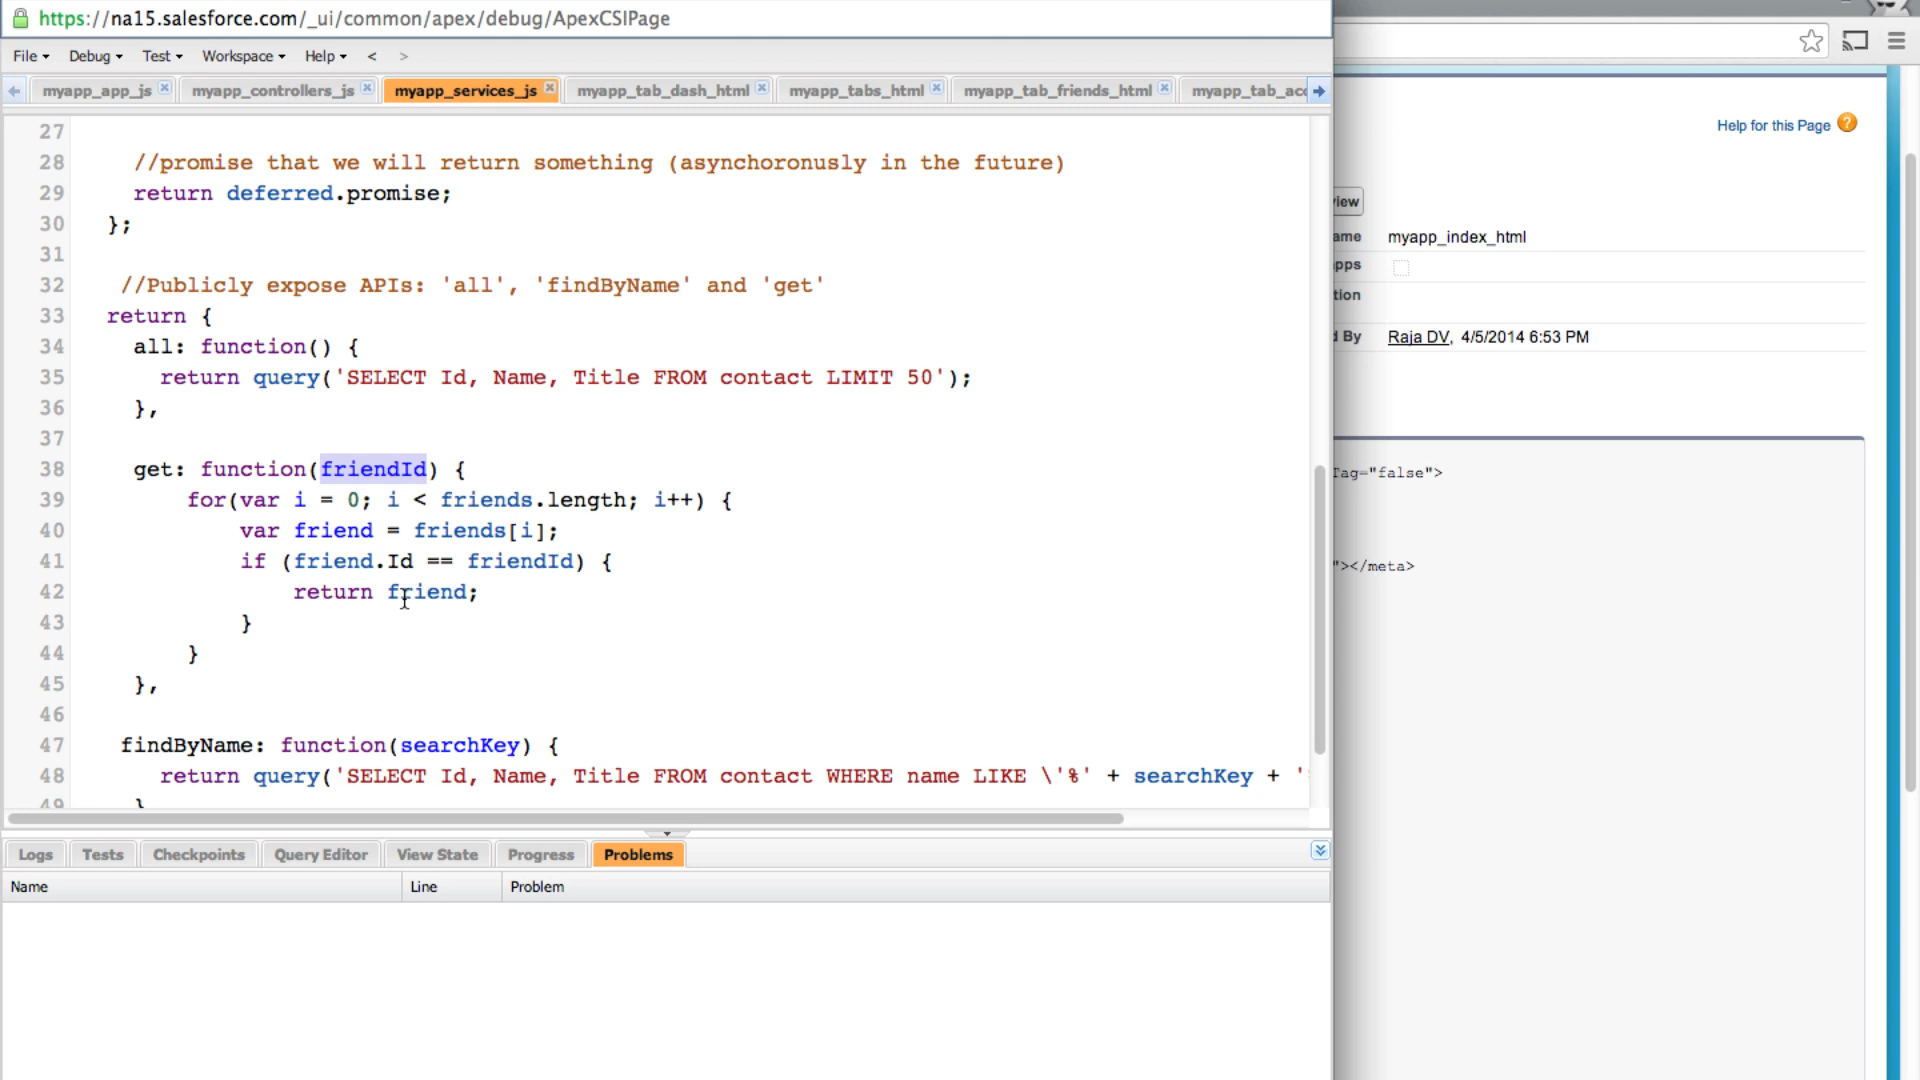 https://na15.salesforce.com/_ui/common/apex/debug/ApexCSIPage
File Debug Test Workspace Help < >
myapp_app_js myapp_controllers_js myapp_services_js myapp_tab_dash_html myapp_tabs_html myapp_tab_friends_html myapp_tab_acc
27
28 //promise that we will return something (asynchoronusly in the future)
29 return deferred.promise;
30 };
31
32 //Publicly expose APIs: 'all', 'findByName' and 'get'
33 return {
34 all: function() {
35 return query('SELECT Id, Name, Title FROM contact LIMIT 50');
36 },
37
38 get: function(friendId) {
39 for(var i = 0; i < friends.length; i++) {
40 var friend = friends[i];
41 if (friend.Id == friendId) {
42 return friend;
43 }
44 }
45 },
46
47 findByName: function(searchKey) {
48 return query('SELECT Id, Name, Title FROM contact WHERE name LIKE \'%' + searchKey + '
49 }
Logs Tests Checkpoints Query Editor View State Progress Problems
Name Line Problem
Help for this Page ?
iew
ame myapp_index_html
pps
tion
d By Raja DV, 4/5/2014 6:53 PM
Tag="false">
"></meta>